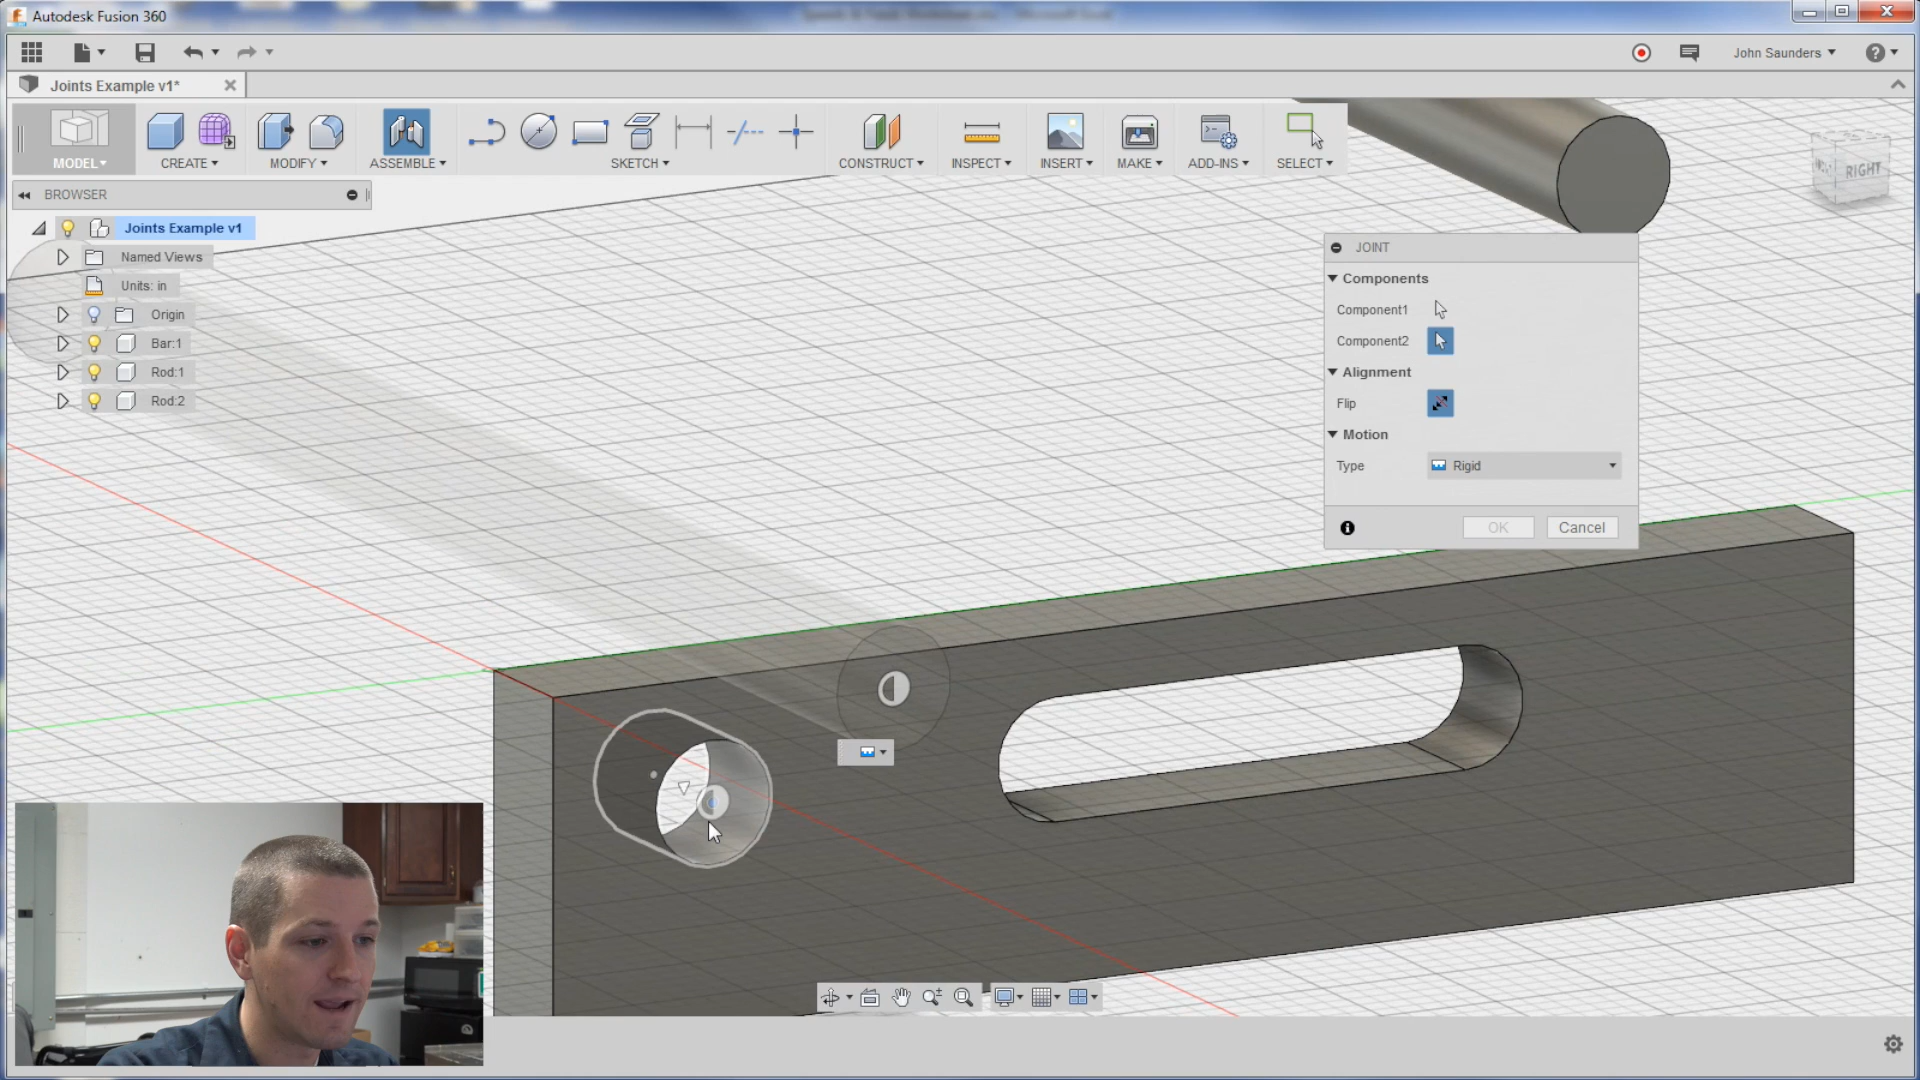 Autodesk Fusion 360
John Saunders
Joints Example v1*
MODEL
CREATE
MODIFY
ASSEMBLE
SKETCH
CONSTRUCT
INSPECT
INSERT
MAKE
ADD-INS
SELECT
RIGHT
BROWSER
Joints Example v1
Named Views
Units: in
Origin
Bar:1
Rod:1
Rod:2
JOINT
Components
Component1
Component2
Alignment
Flip
Motion
Type
Rigid
OK
Cancel